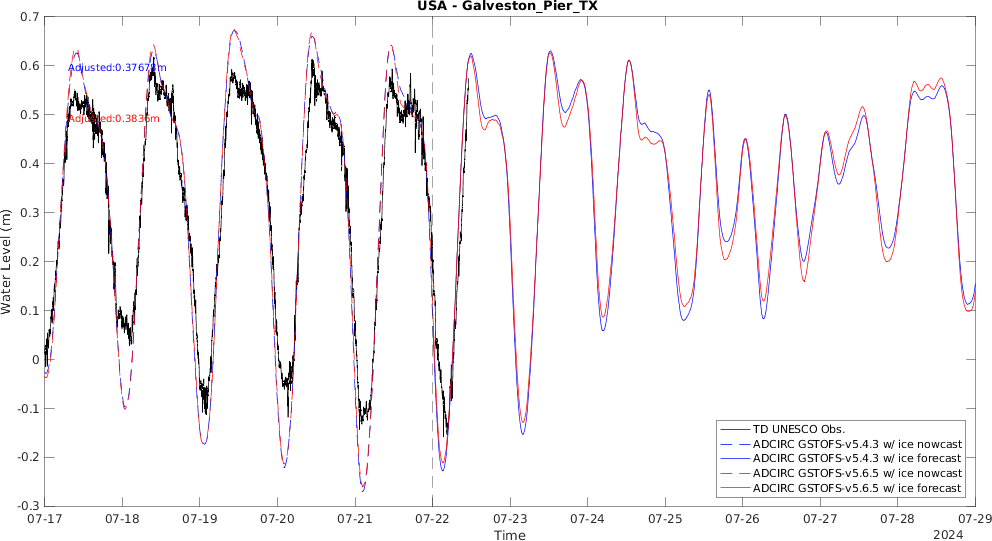 USA - Galveston_Pier_TX
0.7
0.6
0.5
0.4
0.3
0.2
0.1
0
-0.1
-0.2
-0.3
Water Level (m)
Adjusted:0.37678m
Adjusted:0.3836m
TD UNESCO Obs.
ADCIRC GSTOFS-v5.4.3 w/ ice nowcast
ADCIRC GSTOFS-v5.4.3 w/ ice forecast
ADCIRC GSTOFS-v5.6.5 w/ ice nowcast
ADCIRC GSTOFS-v5.6.5 w/ ice forecast
07-17 07-18 07-19 07-20 07-21 07-22 07-23 07-24 07-25 07-26 07-27 07-28 07-29
Time
2024